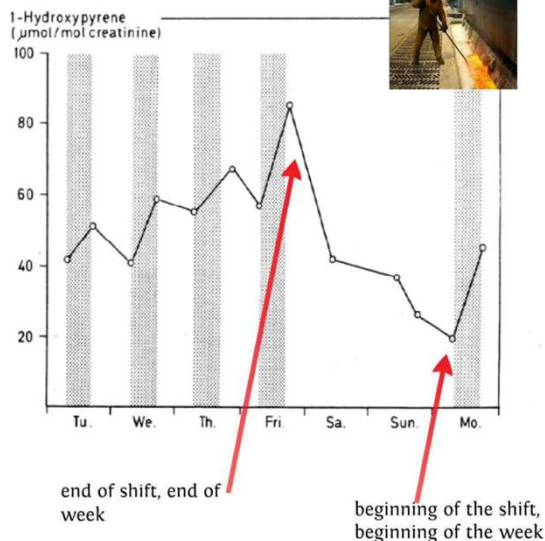 1-Hydroxypyrene
(µmol/mol creatinine)
100
80
60
40
20
Tu. We. Th. Fri. Sa. Sun. Mo.
end of shift, end of
week
beginning of the shift,
beginning of the week